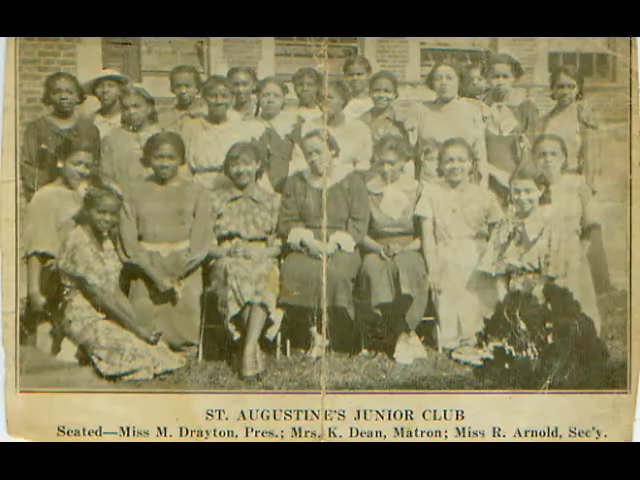 ST. AUGUSTINE'S JUNIOR CLUB
Seated—Miss M. Drayton, Pres.; Mrs. K. Dean, Matron; Miss R. Arnold, Sec'y.